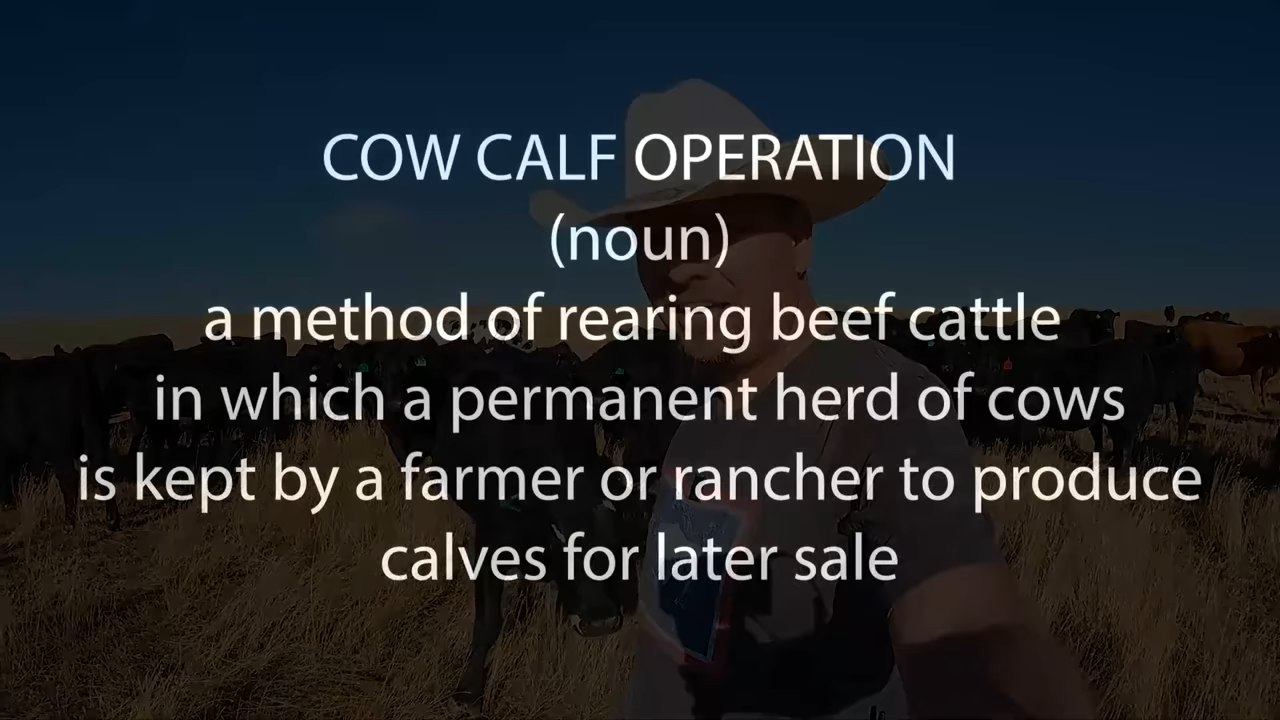 COW CALF OPERATION
(noun)
a method of rearing beef cattle
in which a permanent herd of cows
is kept by a farmer or rancher to produce
calves for later sale